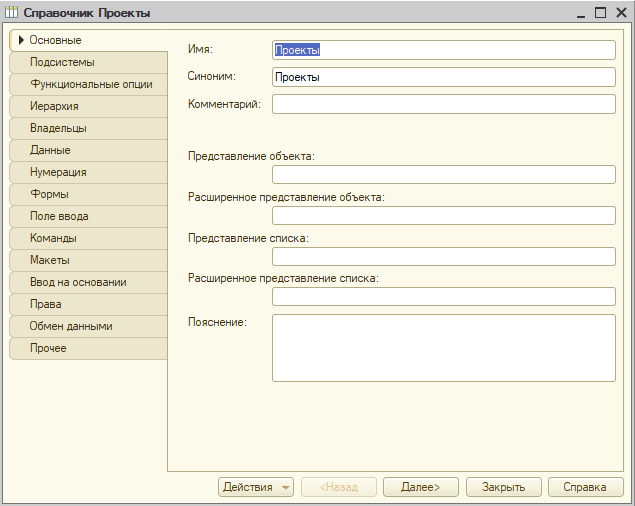 Справочник Проекты
Основные
Подсистемы
Функциональные опции
Иерархия
Владельцы
Данные
Нумерация
Формы
Поле ввода
Команды
Макеты
Ввод на основании
Права
Обмен данными
Прочее
Имя: Проекты
Синоним: Проекты
Комментарий:
Представление объекта:
Расширенное представление объекта:
Представление списка:
Расширенное представление списка:
Пояснение:
Действия <Назад Далее> Закрыть Справка